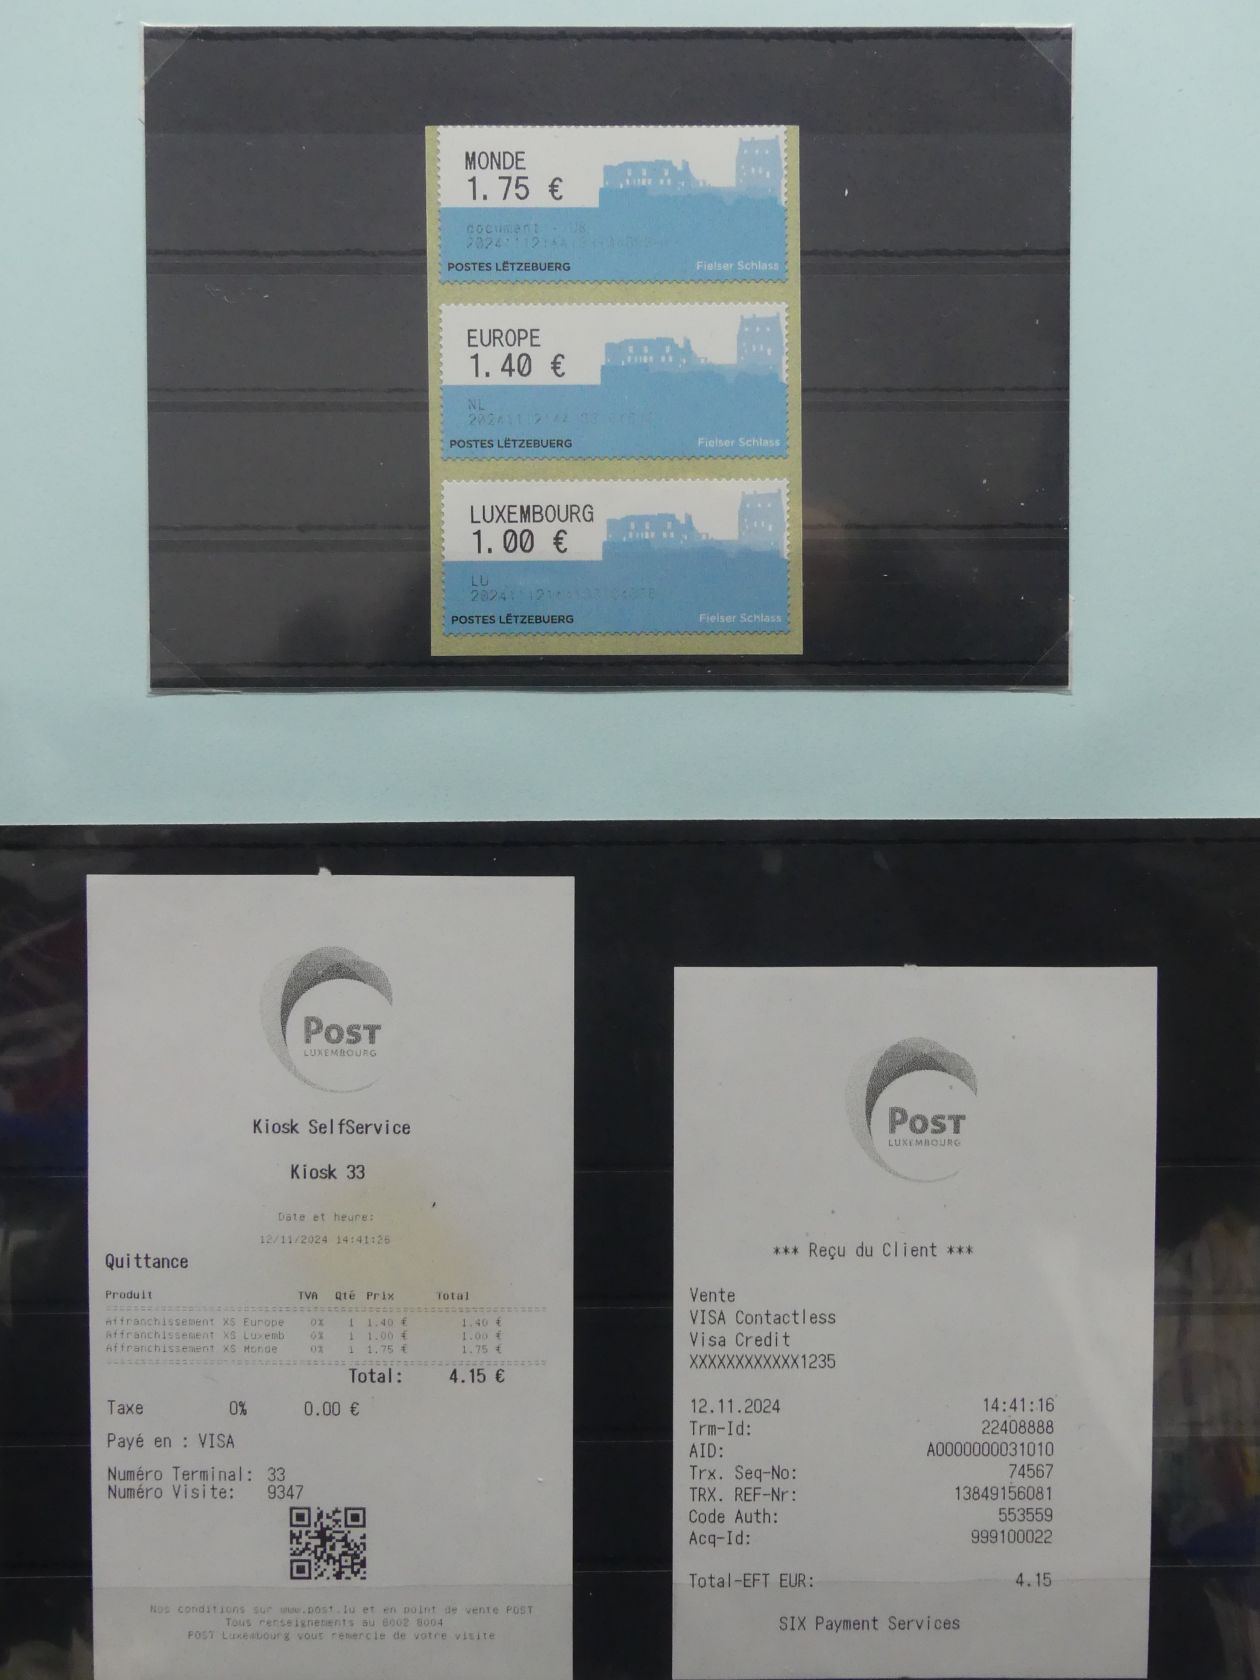 MONDE
1.75 €
document - US
POSTES LËTZEBUERG Fielser Schlass
EUROPE
1.40 €
NL
POSTES LËTZEBUERG Fielser Schlass
LUXEMBOURG
1.00 €
LU
POSTES LËTZEBUERG Fielser Schlass
POST
LUXEMBOURG
Kiosk SelfService
Kiosk 33
Date et heure:
12/11/2024 14:41:26
Quittance
Produit TVA Qté Prix Total
Affranchissement XS Europe 0% 1 1.40 € 1.40 €
Affranchissement XS Luxemb 0% 1 1.00 € 1.00 €
Affranchissement XS Monde 0% 1 1.75 € 1.75 €
Total: 4.15 €
Taxe 0% 0.00 €
Payé en : VISA
Numéro Terminal: 33
Numéro Visite: 9347
Nos conditions sur www.post.lu et en point de vente POST
Tous renseignements au 8002 8004
POST Luxembourg vous remercie de votre visite
POST
LUXEMBOURG
*** Reçu du Client ***
Vente
VISA Contactless
Visa Credit
XXXXXXXXXXXX1235
12.11.2024 14:41:16
Trm-Id: 22408888
AID: A0000000031010
Trx. Seq-No: 74567
TRX. REF-Nr: 13849156081
Code Auth: 553559
Acq-Id: 999100022
Total-EFT EUR: 4.15
SIX Payment Services